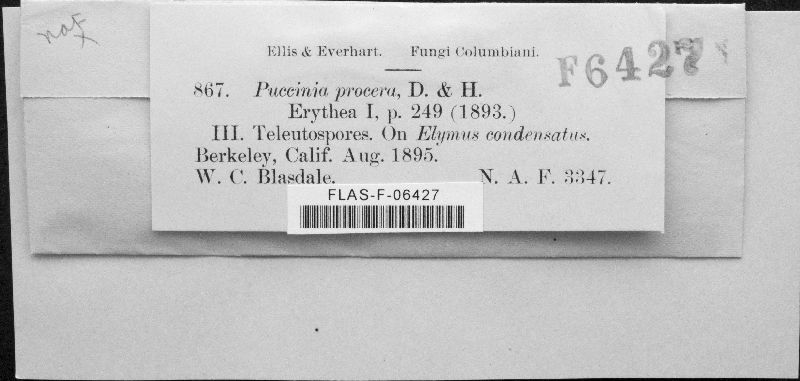 Ellis & Everhart. Fungi Columbiani.
F6427
867. Puccinia procera, D. & H.
Erythea I, p. 249 (1893.)
III. Teleutospores. On Elymus condensatus.
Berkeley, Calif. Aug. 1895.
W. C. Blasdale. N. A. F. 3347.
FLAS-F-06427